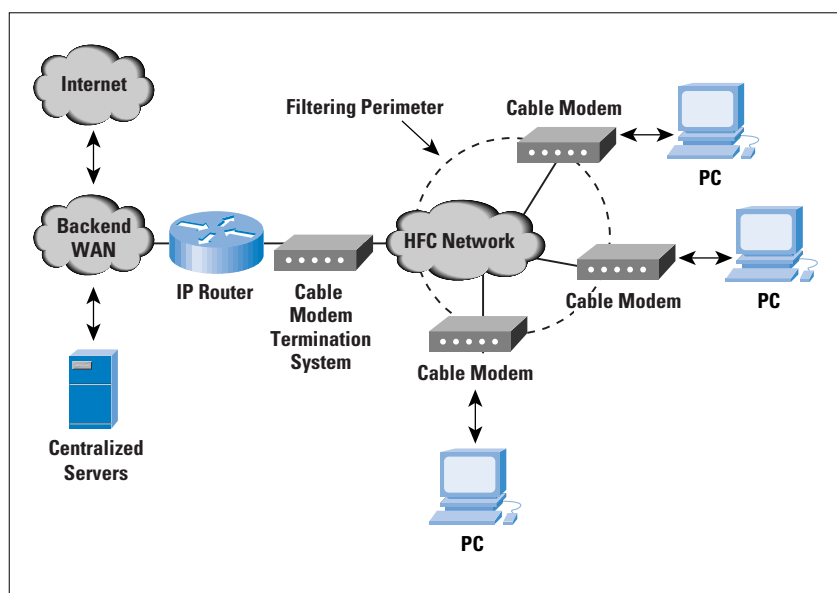 Internet
Filtering Perimeter
Cable Modem
PC
Backend
WAN
IP Router
Cable
Modem
Termination
System
HFC Network
Cable Modem
PC
Cable Modem
Centralized
Servers
PC